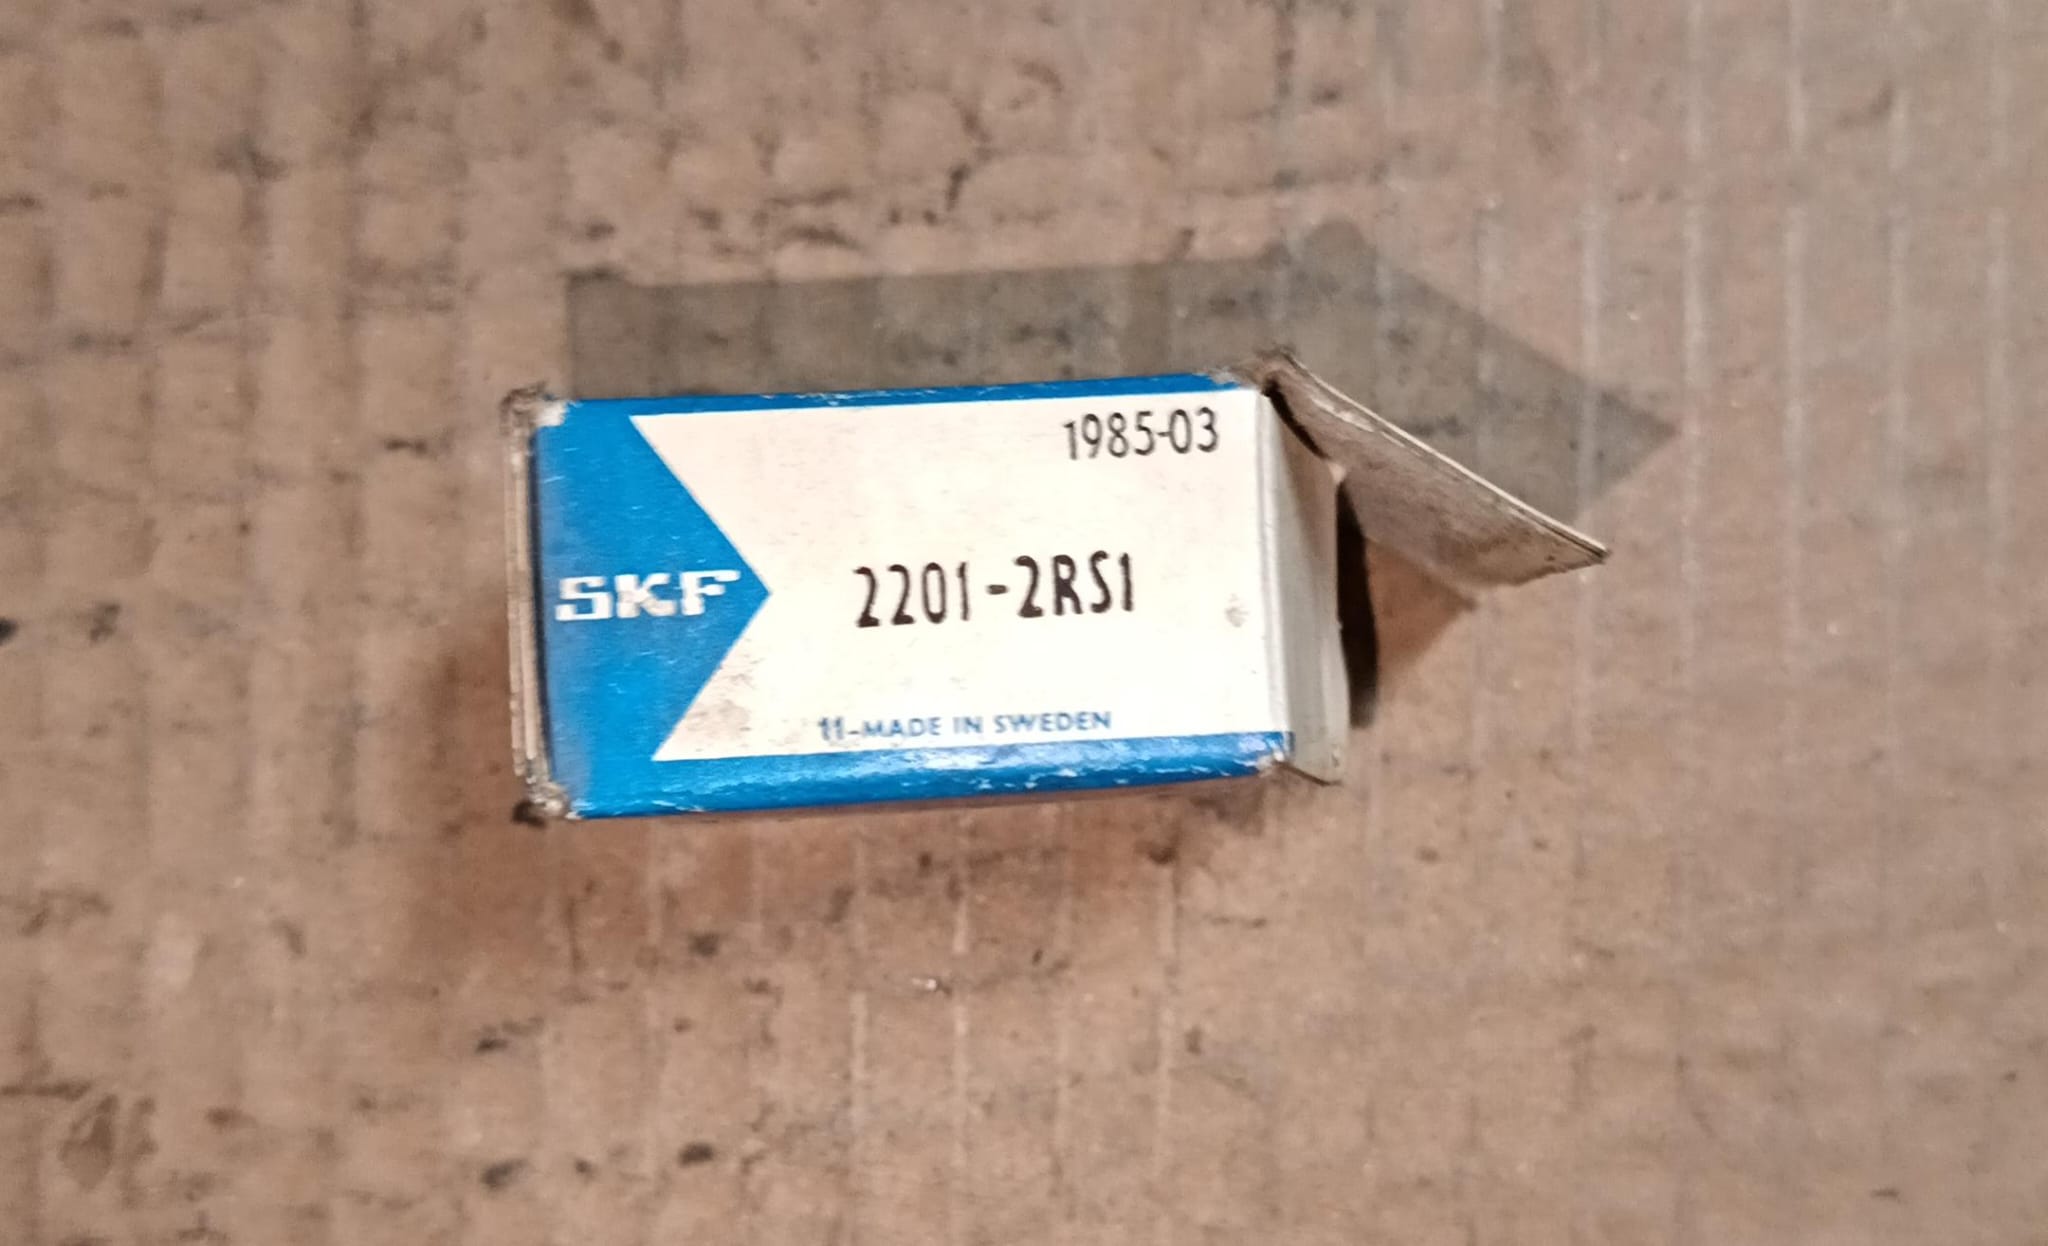 1985-03
SKF
2201-2RS1
11-MADE IN SWEDEN